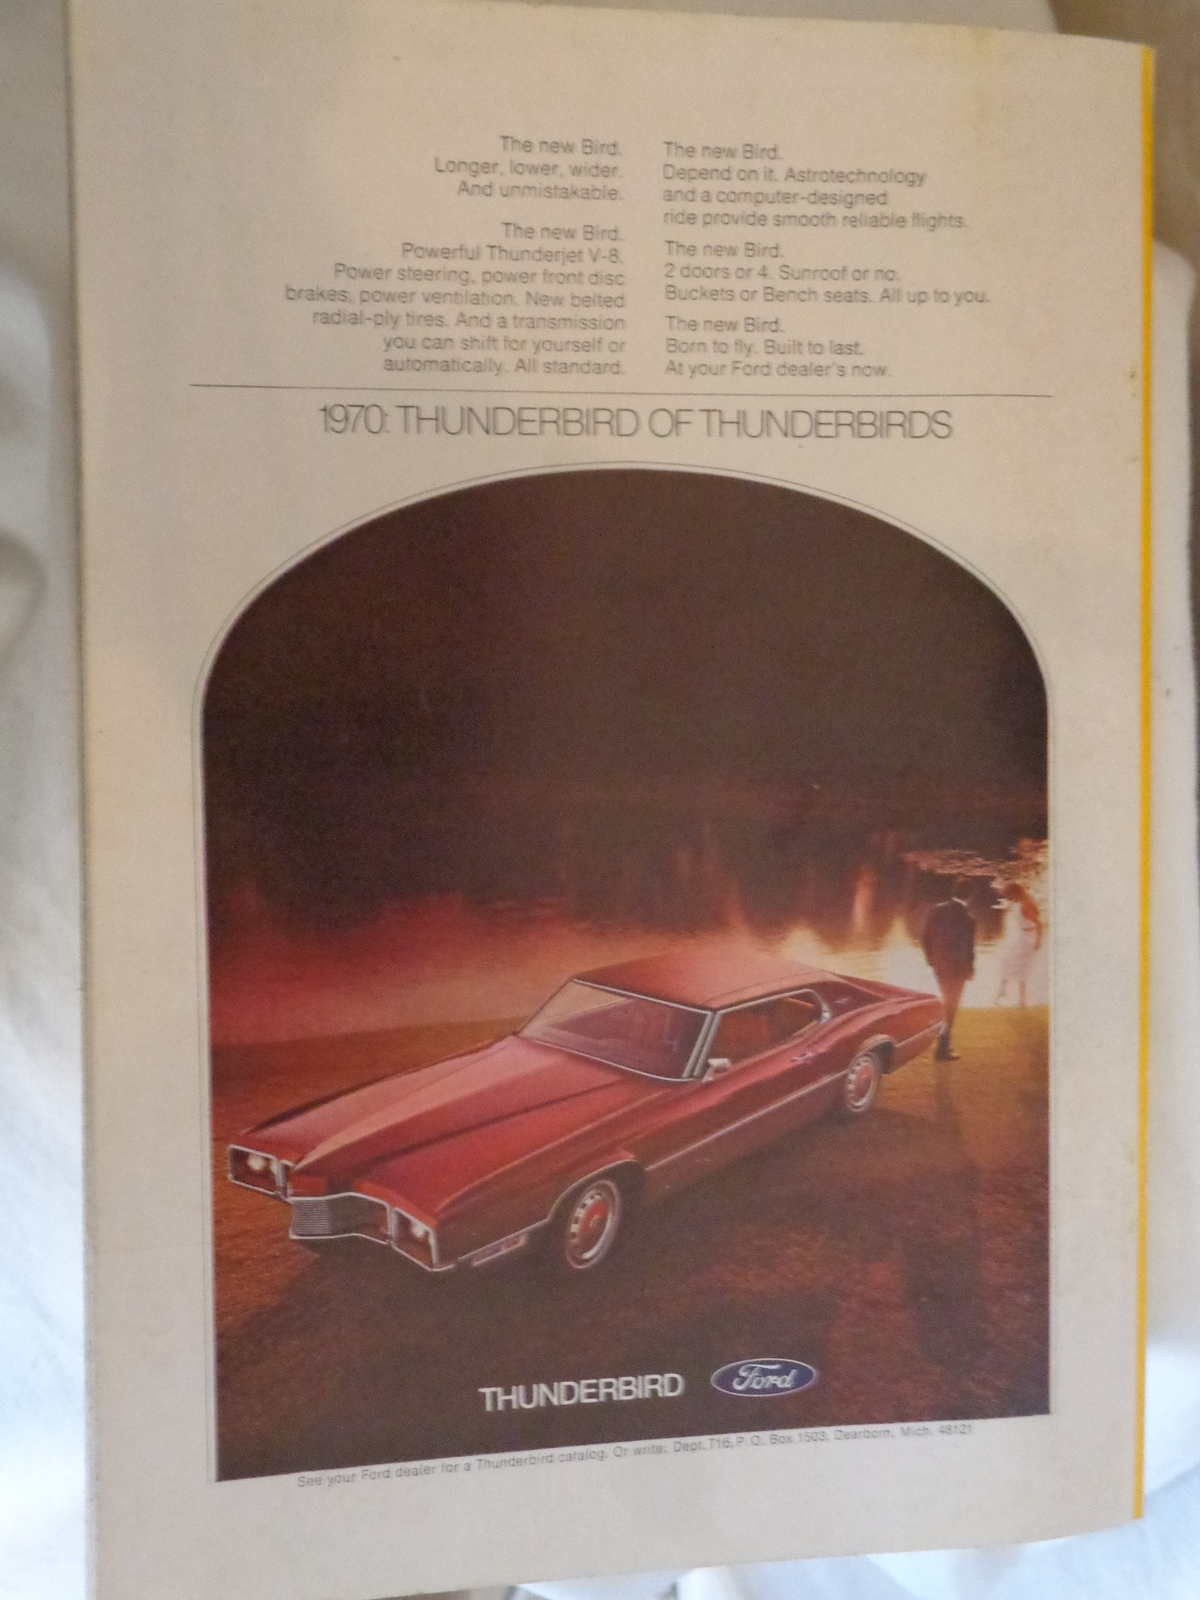 The new Bird.
Longer, lower, wider.
And unmistakable.
The new Bird.
Powerful Thunderjet V-8.
Power steering, power front disc
brakes, power ventilation. New belted
radial-ply tires. And a transmission
you can shift for yourself or
automatically. All standard.
The new Bird.
Depend on it. Astrotechnology
and a computer-designed
ride provide smooth reliable flights.
The new Bird.
2 doors or 4. Sunroof or no.
Buckets or Bench seats. All up to you.
The new Bird.
Born to fly. Built to last.
At your Ford dealer's now.
1970: THUNDERBIRD OF THUNDERBIRDS
THUNDERBIRD Ford
See your Ford dealer for a Thunderbird catalog. Or write: Dept. T16, P. O. Box 1503, Dearborn, Mich. 48121